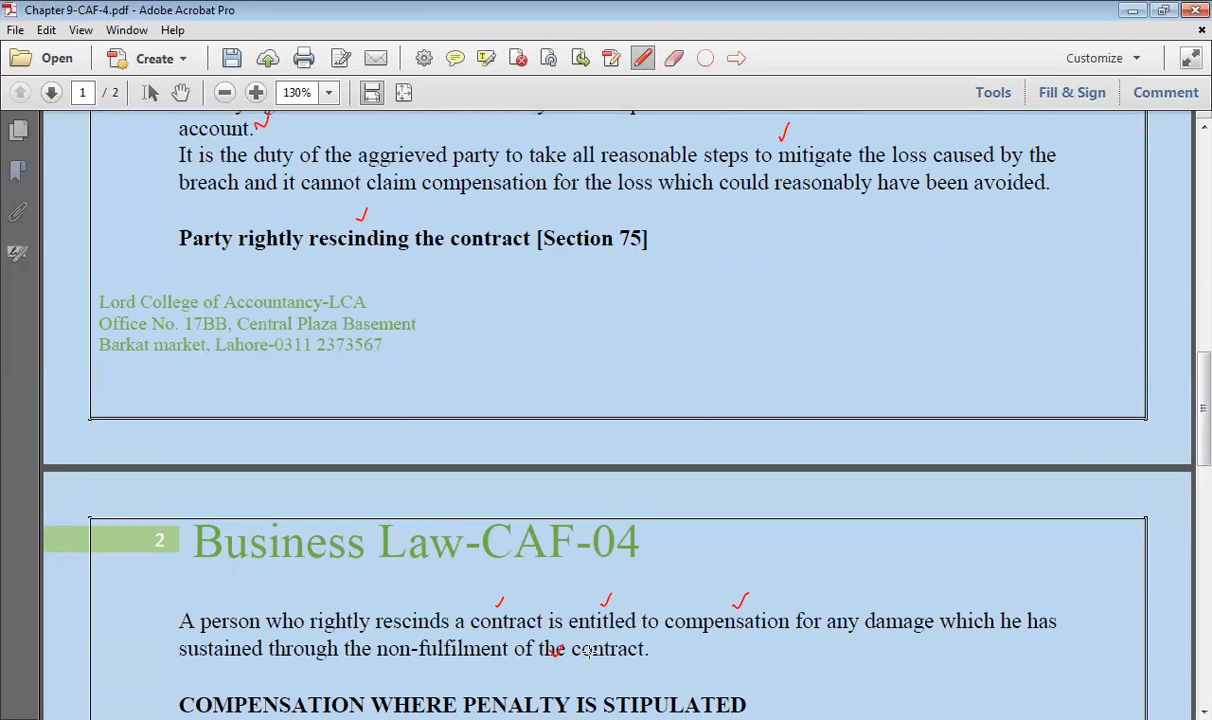 Chapter 9-CAF-4.pdf - Adobe Acrobat Pro
File Edit View Window Help
Open Create Customize
1 / 2 130% Tools Fill & Sign Comment
account.
It is the duty of the aggrieved party to take all reasonable steps to mitigate the loss caused by the
breach and it cannot claim compensation for the loss which could reasonably have been avoided.
Party rightly rescinding the contract [Section 75]
Lord College of Accountancy-LCA
Office No. 17BB, Central Plaza Basement
Barkat market, Lahore-0311 2373567
2 Business Law-CAF-04
A person who rightly rescinds a contract is entitled to compensation for any damage which he has
sustained through the non-fulfilment of the contract.
COMPENSATION WHERE PENALTY IS STIPULATED